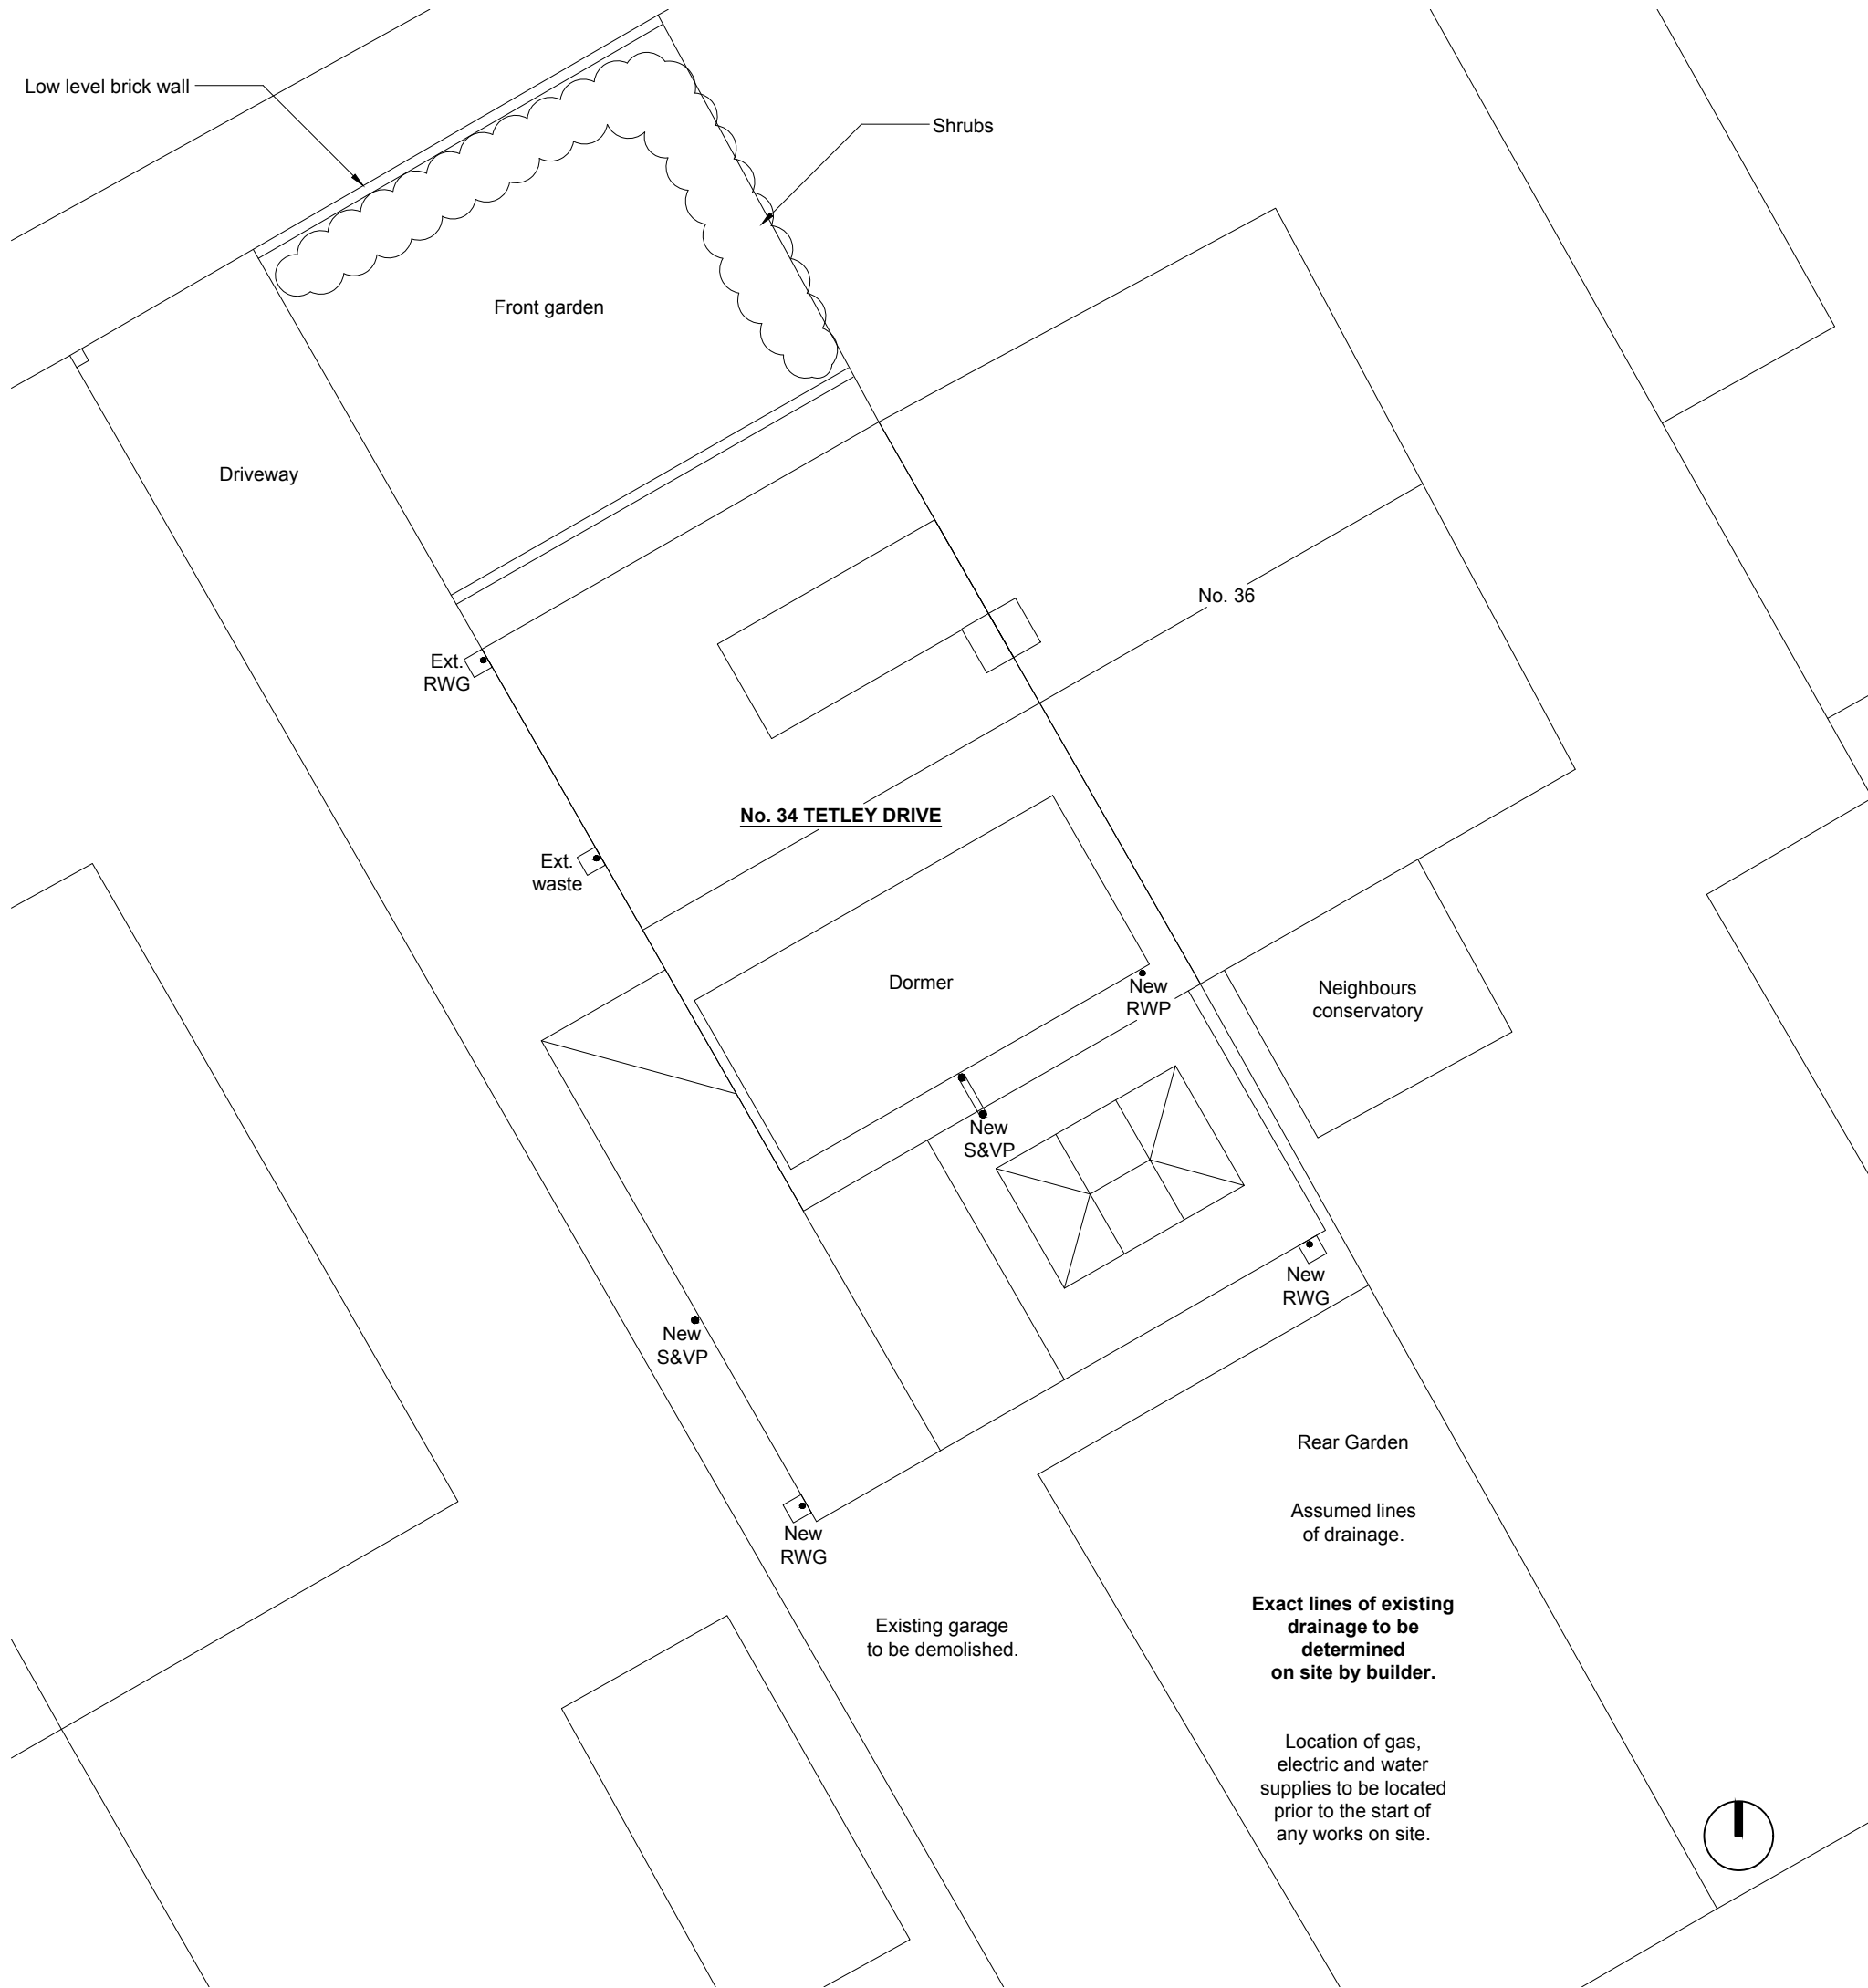 Low level brick wall
Shrubs
Front garden
Driveway
No. 36
Ext.
RWG
No. 34 TETLEY DRIVE
Ext.
waste
Dormer
New
RWP
Neighbours
conservatory
New
S&VP
New
RWG
New
S&VP
Rear Garden
Assumed lines
of drainage.
New
RWG
Exact lines of existing
drainage to be
determined
on site by builder.
Existing garage
to be demolished.
Location of gas,
electric and water
supplies to be located
prior to the start of
any works on site.